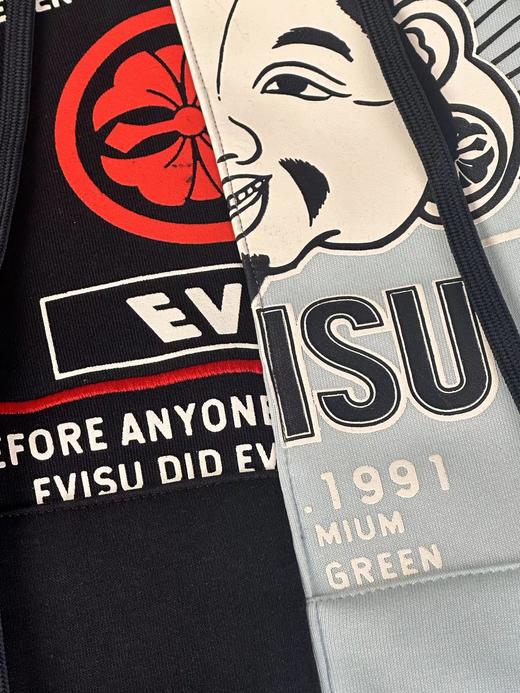 EV
ISU
EFORE ANYONE
EVISU DID EV
.1991
MIUM
GREEN